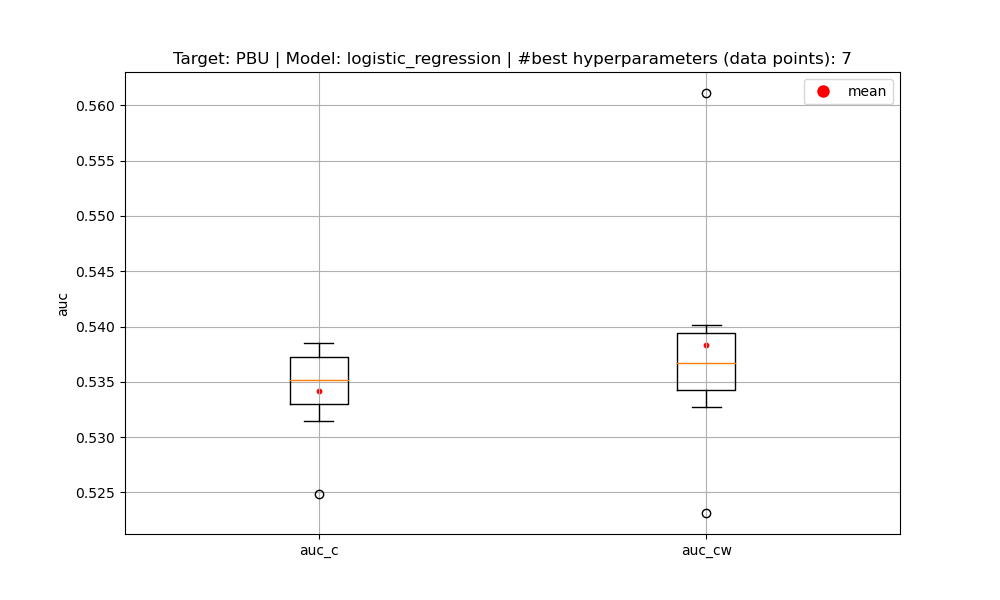 Target: PBU | Model: logistic_regression | #best hyperparameters (data points): 7
mean
0.560
0.555
0.550
0.545
0.540
0.535
0.530
0.525
auc
auc_c
auc_cw